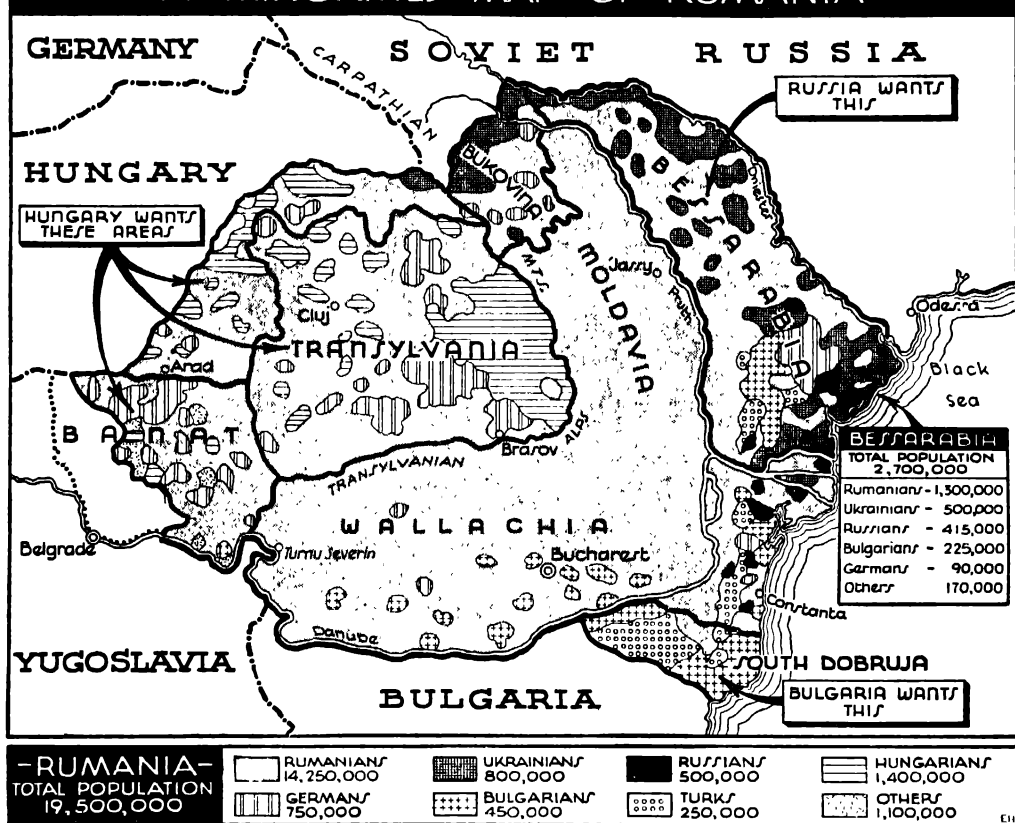 MAP OF RUMANIA
GERMANY
SOVIET RUSSIA
CARPATHIAN
RUSSIA WANTS
THIS
HUNGARY
BUKOVINA
BESSARABIA
Dniester
HUNGARY WANTS
THESE AREAS
MTS.
MOLDAVIA
Jassy
Pruth
Odessa
Cluj
TRANSYLVANIA
Arad
Black
Sea
BANAT
Brasov
ALPS
TRANSYLVANIAN
BESSARABIA
TOTAL POPULATION
2,700,000
Rumanians - 1,300,000
Ukrainians - 500,000
Russians - 415,000
Bulgarians - 225,000
Germans - 90,000
Others 170,000
WALLACHIA
Belgrade
Turnu Severin
Bucharest
Constanta
Danube
YUGOSLAVIA
SOUTH DOBRUJA
BULGARIA
BULGARIA WANTS
THIS
-RUMANIA-
TOTAL POPULATION
19,500,000
RUMANIANS
14,250,000
UKRAINIANS
800,000
RUSSIANS
500,000
HUNGARIANS
1,400,000
GERMANS
750,000
BULGARIANS
450,000
TURKS
250,000
OTHERS
1,100,000